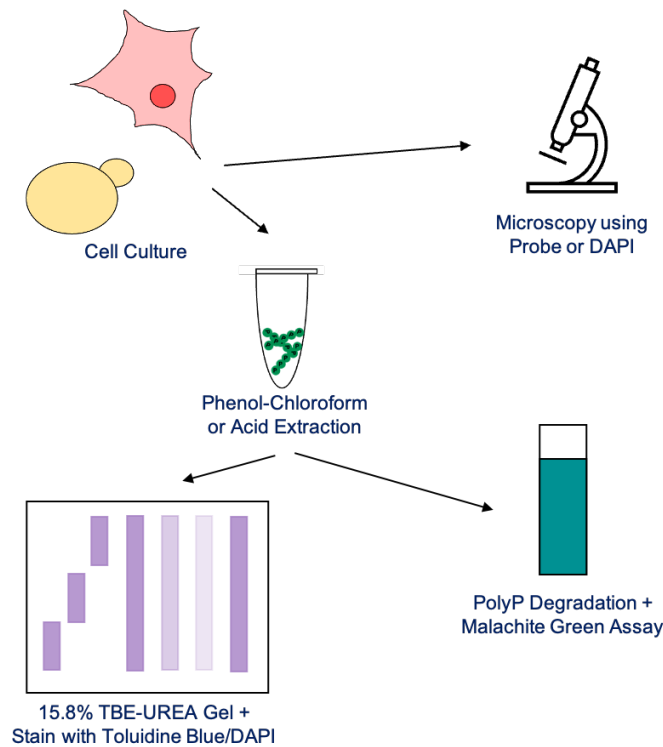 Cell Culture
Microscopy using
Probe or DAPI
Phenol-Chloroform
or Acid Extraction
PolyP Degradation +
Malachite Green Assay
15.8% TBE-UREA Gel +
Stain with Toluidine Blue/DAPI